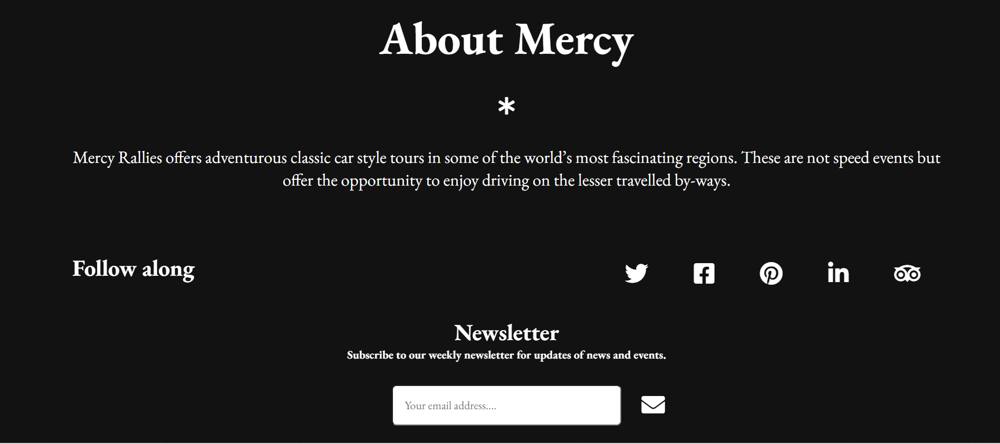 About Mercy
*
Mercy Rallies offers adventurous classic car style tours in some of the world’s most fascinating regions. These are not speed events but
offer the opportunity to enjoy driving on the lesser travelled by-ways.
Follow along
Newsletter
Subscribe to our weekly newsletter for updates of news and events.
Your email address....